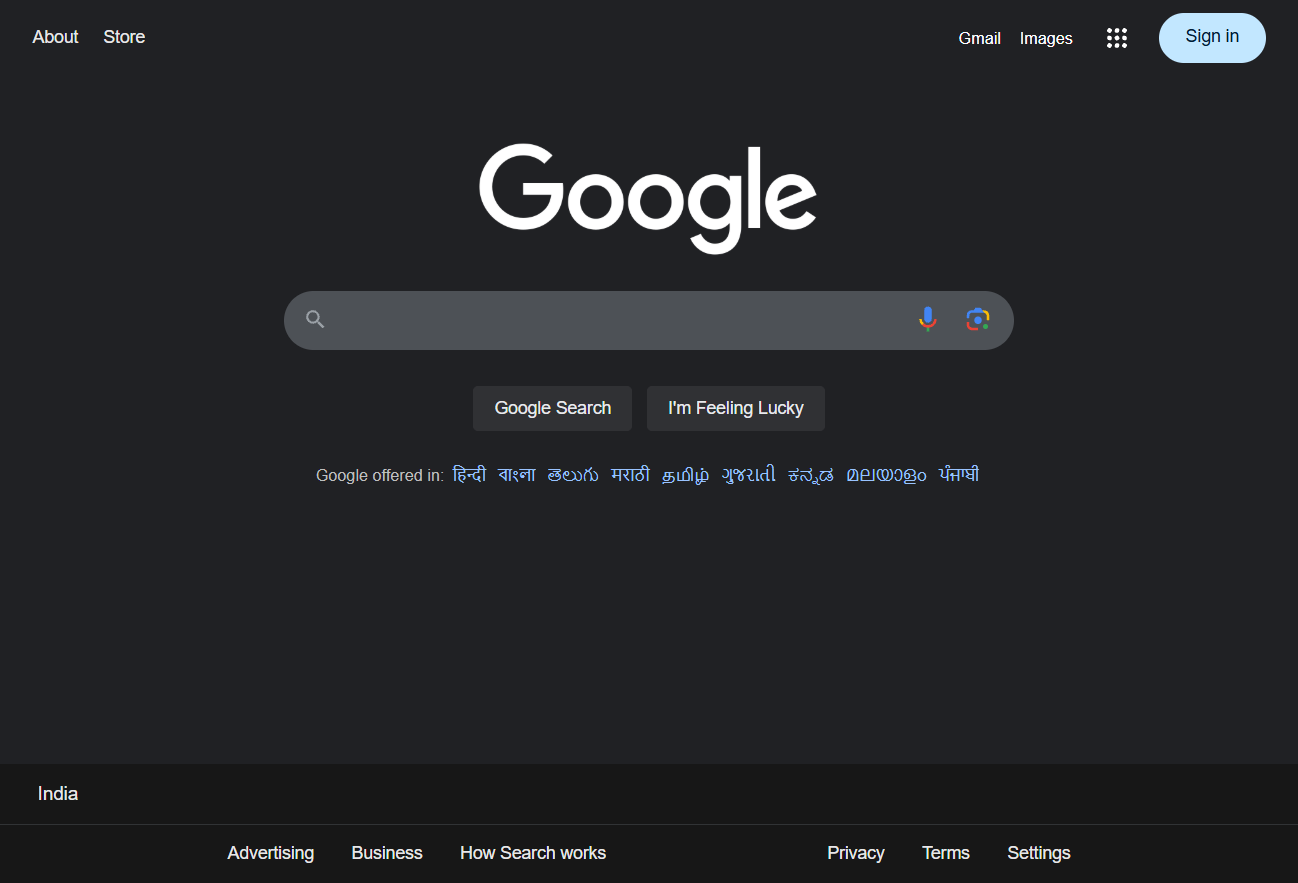 About Store
Gmail Images
Sign in
Google
Google Search
I'm Feeling Lucky
Google offered in: हिन्दी বাংলা తెలుగు मराठी தமிழ் ગુજરાતી ಕನ್ನಡ മലയാളം ਪੰਜਾਬੀ
India
Advertising Business How Search works
Privacy Terms Settings